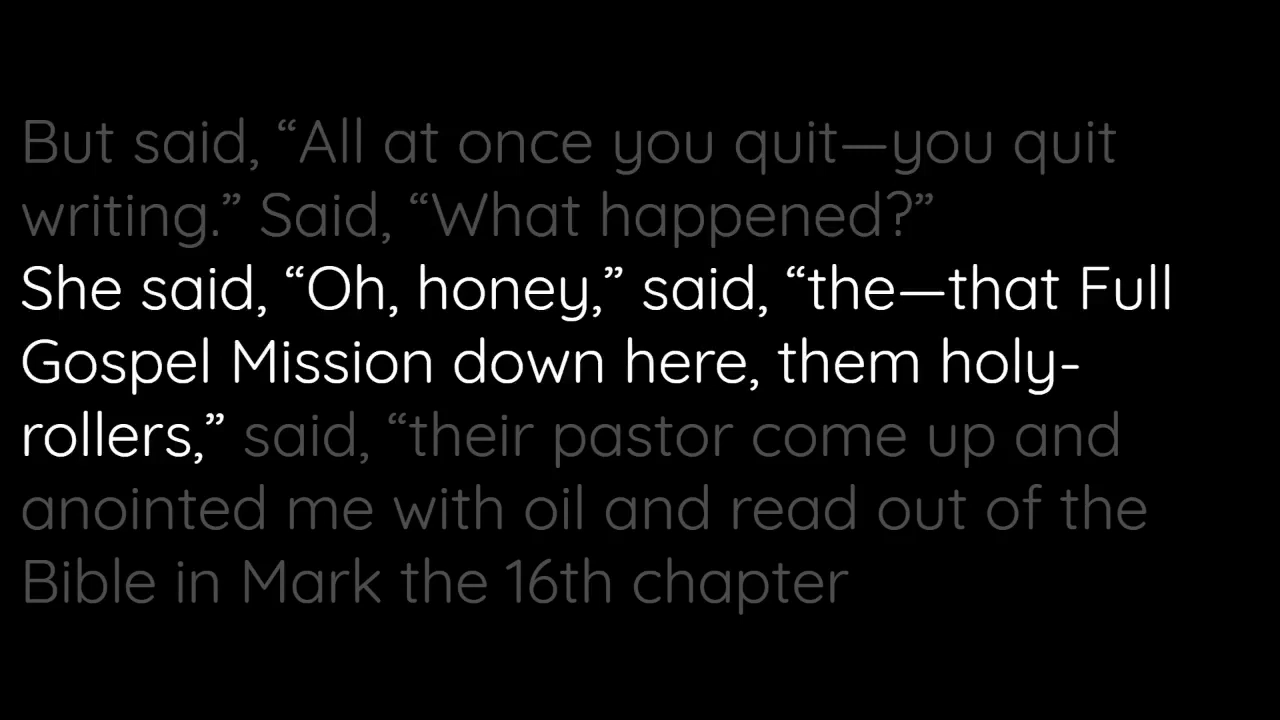 But said, “All at once you quit—you quit
writing.” Said, “What happened?”
She said, “Oh, honey,” said, “the—that Full
Gospel Mission down here, them holy-
rollers,” said, “their pastor come up and
anointed me with oil and read out of the
Bible in Mark the 16th chapter